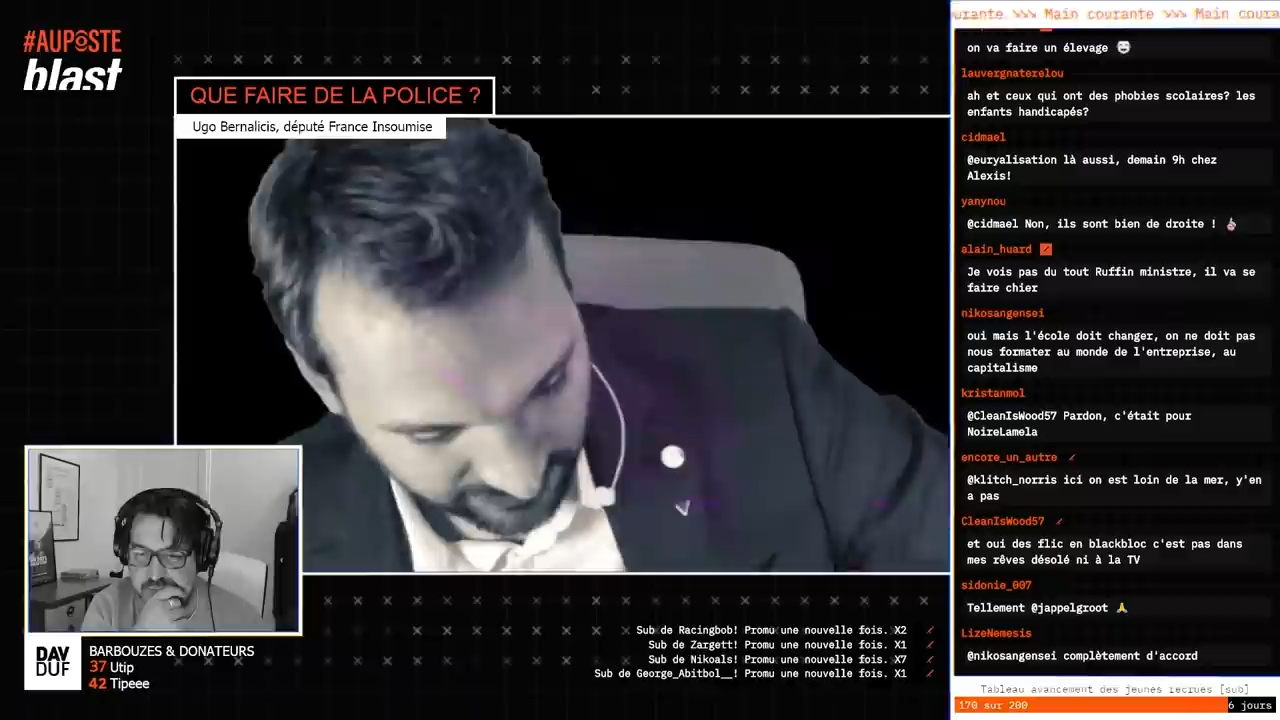 #AUPOSTE
blast
QUE FAIRE DE LA POLICE ?
Ugo Bernalicis, député France Insoumise
DAV
DUF
BARBOUZES & DONATEURS
37 Utip
42 Tipeee
Sub de Racingbob! Promu une nouvelle fois. X2
Sub de Zargett! Promu une nouvelle fois. X1
Sub de Nikoals! Promu une nouvelle fois. X7
Sub de George_Abitbol__! Promu une nouvelle fois. X1
urante >>> Main courante >>> Main coura
on va faire un élevage
lauvergnaterelou
ah et ceux qui ont des phobies scolaires? les
enfants handicapés?
cidmael
@euryalisation là aussi, demain 9h chez
Alexis!
yanynou
@cidmael Non, ils sont bien de droite !
alain_huard
Je vois pas du tout Ruffin ministre, il va se
faire chier
nikosangensei
oui mais l'école doit changer, on ne doit pas
nous formater au monde de l'entreprise, au
capitalisme
kristanmol
@CleanIsWood57 Pardon, c'était pour
NoireLamela
encore_un_autre
@klitch_norris ici on est loin de la mer, y'en
a pas
CleanIsWood57
et oui des flic en blackbloc c'est pas dans
mes rêves désolé ni à la TV
sidonie_007
Tellement @jappelgroot 🙏
LizeNemesis
@nikosangensei complètement d'accord
Tableau avancement des jeunes recrues [sub]
170 sur 200
6 jours